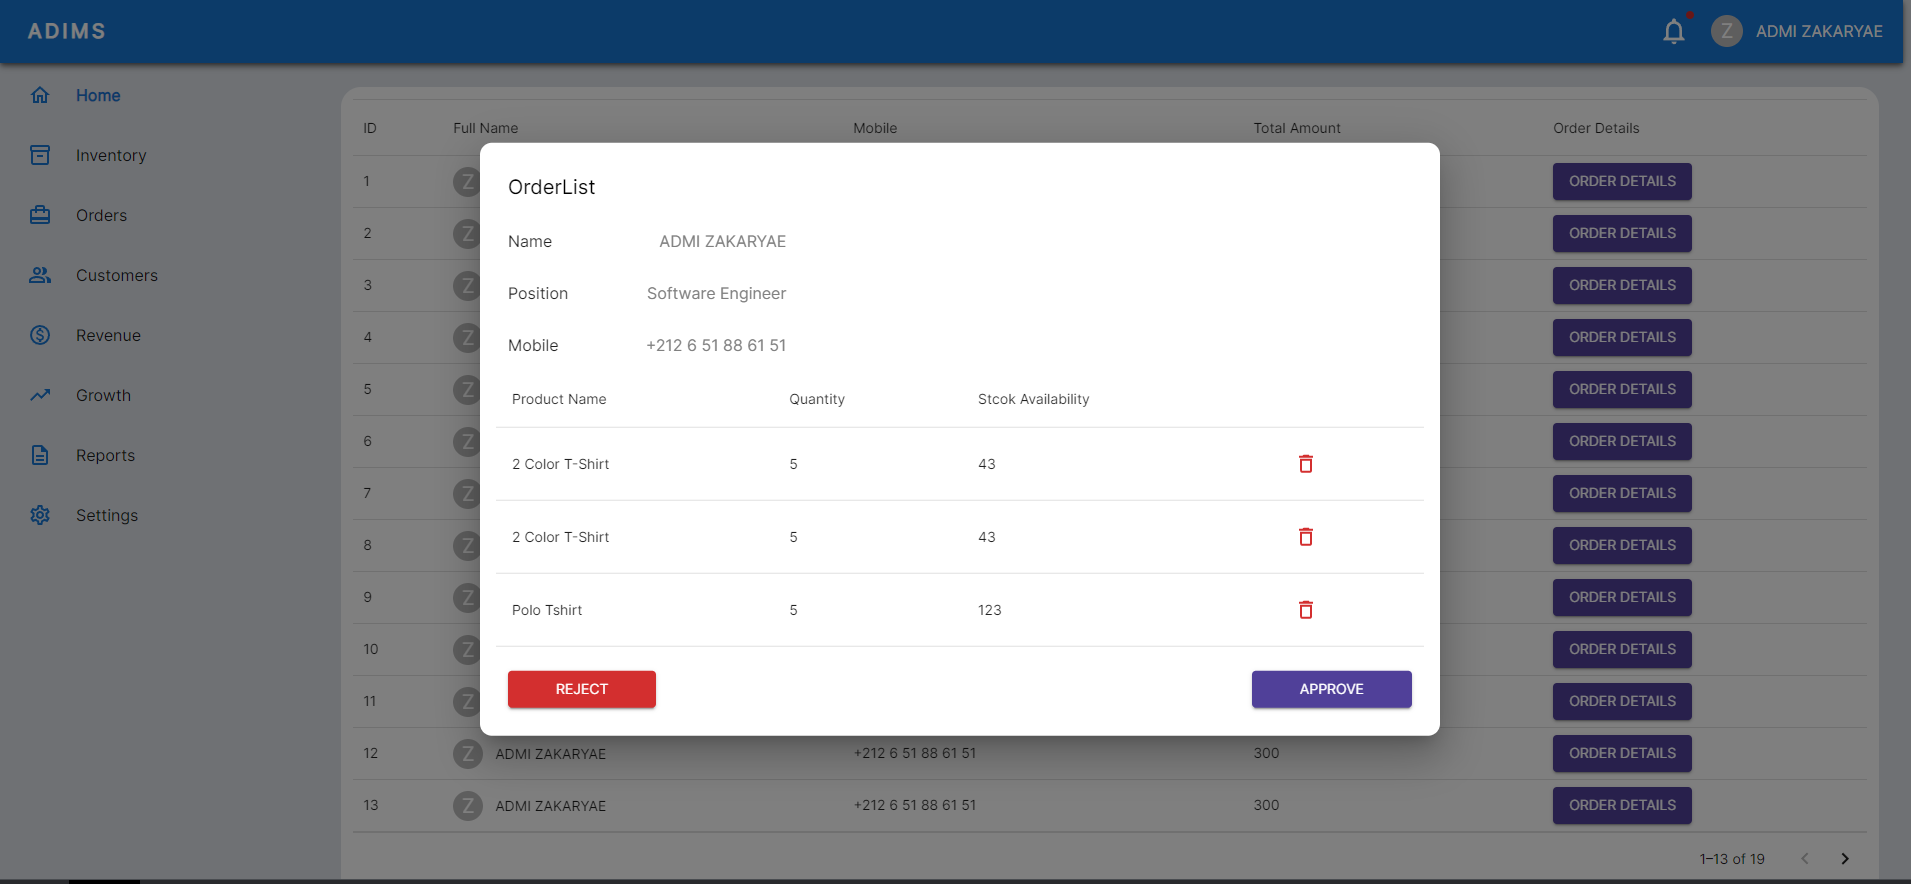 ADIMS
Z ADMI ZAKARYAE
Home
Inventory
Orders
Customers
Revenue
Growth
Reports
Settings
ID Full Name Mobile Total Amount Order Details
1 Z ORDER DETAILS
2 Z ORDER DETAILS
3 Z ORDER DETAILS
4 Z ORDER DETAILS
5 Z ORDER DETAILS
6 Z ORDER DETAILS
7 Z ORDER DETAILS
8 Z ORDER DETAILS
9 Z ORDER DETAILS
10 Z ORDER DETAILS
11 Z ORDER DETAILS
12 Z ADMI ZAKARYAE +212 6 51 88 61 51 300 ORDER DETAILS
13 Z ADMI ZAKARYAE +212 6 51 88 61 51 300 ORDER DETAILS
1–13 of 19
OrderList
Name ADMI ZAKARYAE
Position Software Engineer
Mobile +212 6 51 88 61 51
Product Name Quantity Stcok Availability
2 Color T-Shirt 5 43
2 Color T-Shirt 5 43
Polo Tshirt 5 123
REJECT APPROVE